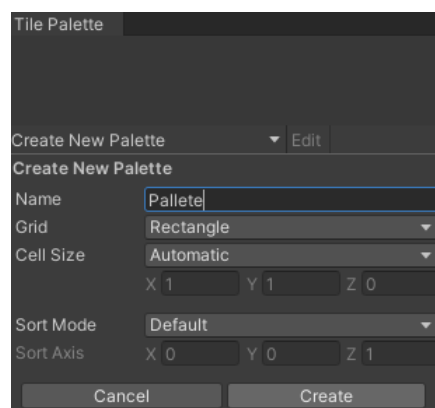 Tile Palette
Create New Palette Edit
Create New Palette
Name Pallete
Grid Rectangle
Cell Size Automatic
X 1 Y 1 Z 0
Sort Mode Default
Sort Axis X 0 Y 0 Z 1
Cancel Create